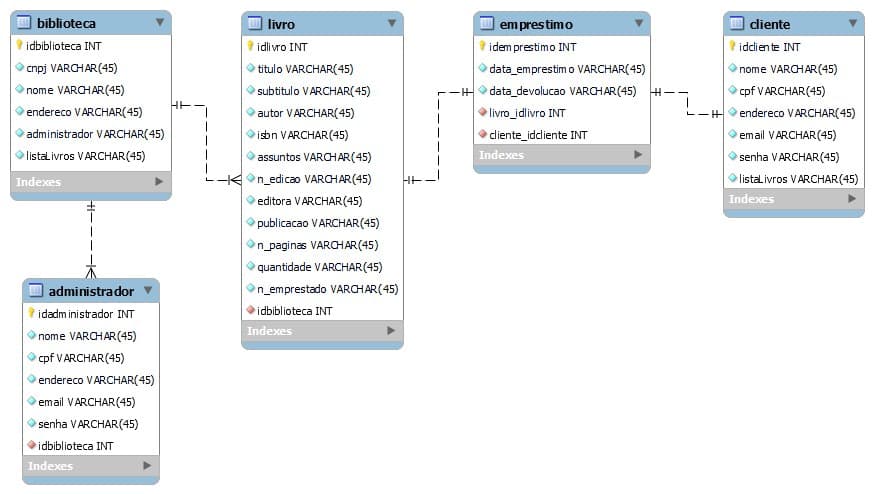 biblioteca
idbiblioteca INT
cnpj VARCHAR(45)
nome VARCHAR(45)
endereco VARCHAR(45)
administrador VARCHAR(45)
listaLivros VARCHAR(45)
Indexes
livro
idlivro INT
titulo VARCHAR(45)
subtitulo VARCHAR(45)
autor VARCHAR(45)
isbn VARCHAR(45)
assuntos VARCHAR(45)
n_edicao VARCHAR(45)
editora VARCHAR(45)
publicacao VARCHAR(45)
n_paginas VARCHAR(45)
quantidade VARCHAR(45)
n_emprestado VARCHAR(45)
idbiblioteca INT
Indexes
emprestimo
idemprestimo INT
data_emprestimo VARCHAR(45)
data_devolucao VARCHAR(45)
livro_idlivro INT
cliente_idcliente INT
Indexes
cliente
idcliente INT
nome VARCHAR(45)
cpf VARCHAR(45)
endereco VARCHAR(45)
email VARCHAR(45)
senha VARCHAR(45)
listaLivros VARCHAR(45)
Indexes
administrador
idadministrador INT
nome VARCHAR(45)
cpf VARCHAR(45)
endereco VARCHAR(45)
email VARCHAR(45)
senha VARCHAR(45)
idbiblioteca INT
Indexes